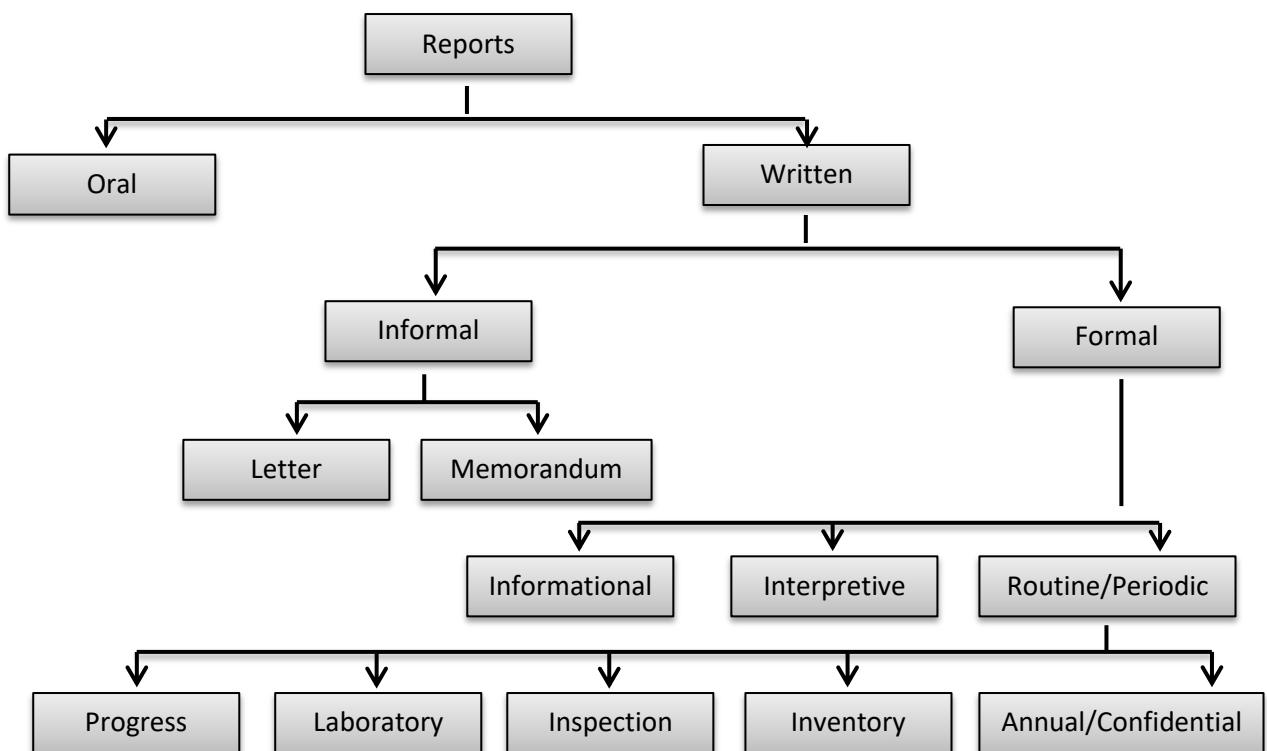 Reports
Oral
Written
Informal
Formal
Letter
Memorandum
Informational
Interpretive
Routine/Periodic
Progress
Laboratory
Inspection
Inventory
Annual/Confidential